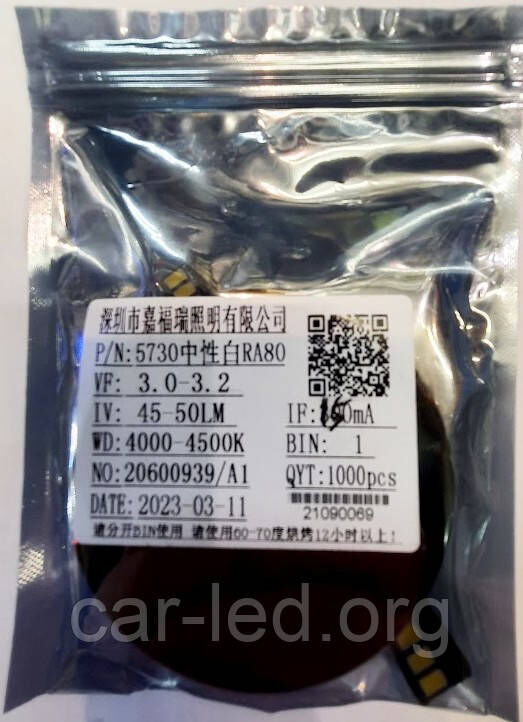 深圳市嘉福瑞照明有限公司
P/N: 5730中性白RA80
VF: 3.0-3.2
IV: 45-50LM IF: 150mA
WD: 4000-4500K BIN: 1
NO: 20600939/A1 QYT: 1000pcs
DATE: 2023-03-11 21090069
请分开BIN使用 请使用60-70度烘烤12小时以上!
car-led.org